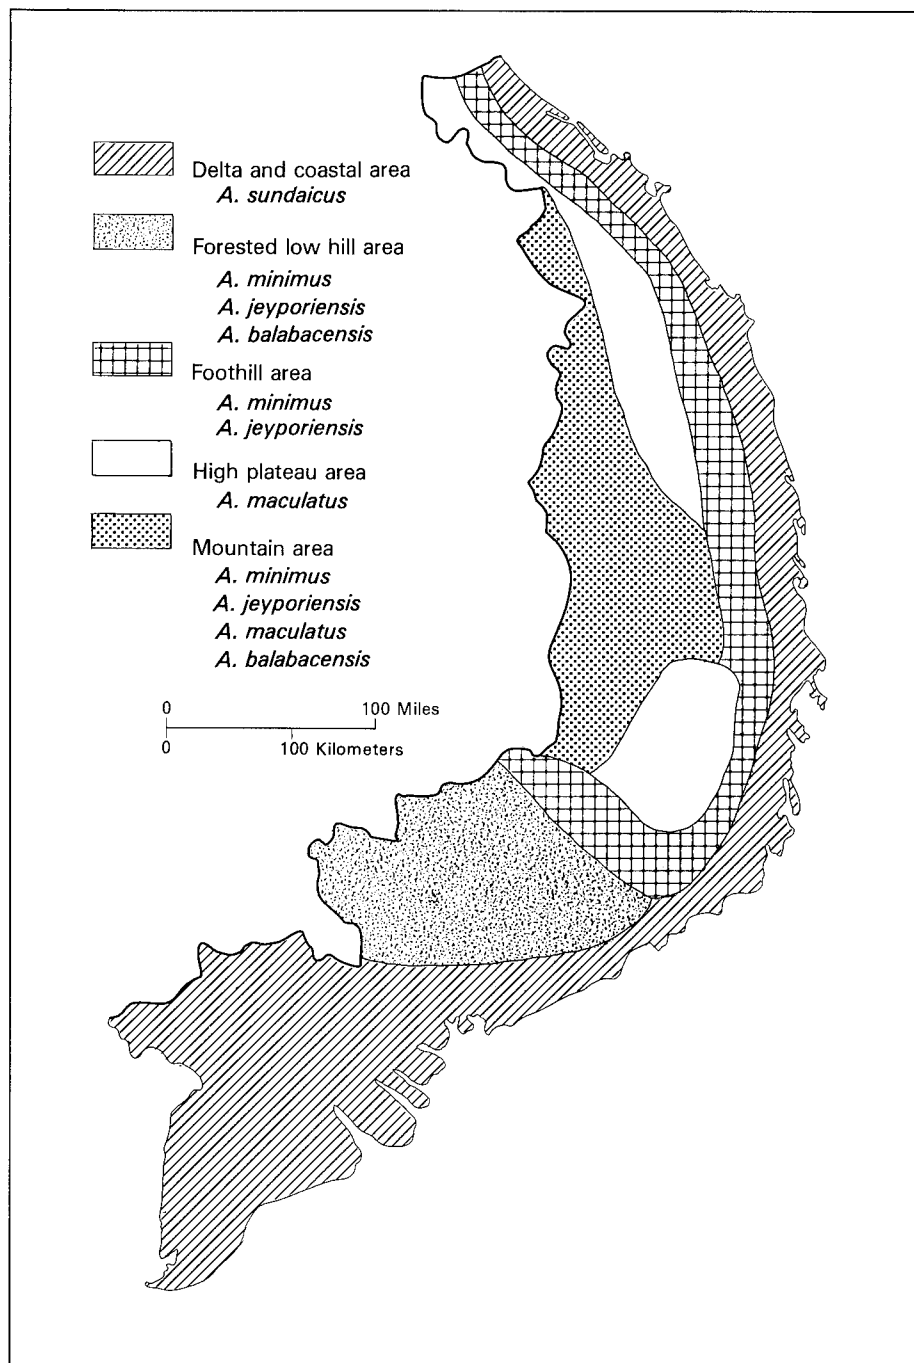 Delta and coastal area
A. sundaicus
Forested low hill area
A. minimus
A. jeyporiensis
A. balabacensis
Foothill area
A. minimus
A. jeyporiensis
High plateau area
A. maculatus
Mountain area
A. minimus
A. jeyporiensis
A. maculatus
A. balabacensis
0 100 Miles
0 100 Kilometers